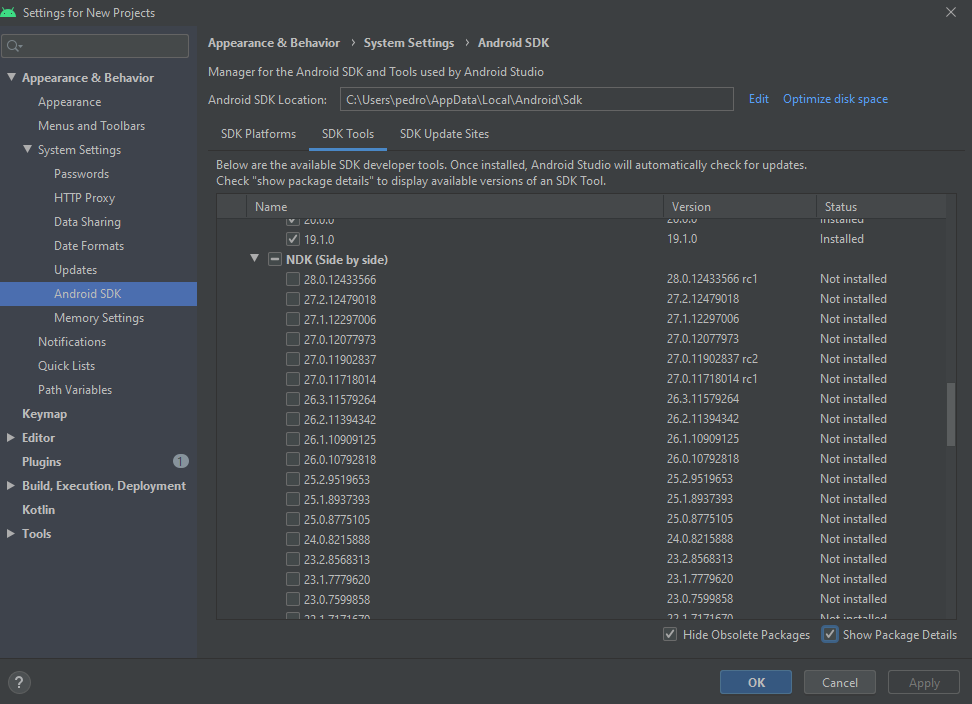 Settings for New Projects
Appearance & Behavior
Appearance
Menus and Toolbars
System Settings
Passwords
HTTP Proxy
Data Sharing
Date Formats
Updates
Android SDK
Memory Settings
Notifications
Quick Lists
Path Variables
Keymap
Editor
Plugins 1
Build, Execution, Deployment
Kotlin
Tools
Appearance & Behavior › System Settings › Android SDK
Manager for the Android SDK and Tools used by Android Studio
Android SDK Location: C:\Users\pedro\AppData\Local\Android\Sdk Edit Optimize disk space
SDK Platforms SDK Tools SDK Update Sites
Below are the available SDK developer tools. Once installed, Android Studio will automatically check for updates.
Check "show package details" to display available versions of an SDK Tool.
Name Version Status
20.0.0 20.0.0 Installed
19.1.0 19.1.0 Installed
NDK (Side by side)
28.0.12433566 28.0.12433566 rc1 Not installed
27.2.12479018 27.2.12479018 Not installed
27.1.12297006 27.1.12297006 Not installed
27.0.12077973 27.0.12077973 Not installed
27.0.11902837 27.0.11902837 rc2 Not installed
27.0.11718014 27.0.11718014 rc1 Not installed
26.3.11579264 26.3.11579264 Not installed
26.2.11394342 26.2.11394342 Not installed
26.1.10909125 26.1.10909125 Not installed
26.0.10792818 26.0.10792818 Not installed
25.2.9519653 25.2.9519653 Not installed
25.1.8937393 25.1.8937393 Not installed
25.0.8775105 25.0.8775105 Not installed
24.0.8215888 24.0.8215888 Not installed
23.2.8568313 23.2.8568313 Not installed
23.1.7779620 23.1.7779620 Not installed
23.0.7599858 23.0.7599858 Not installed
22.1.7171670 22.1.7171670 Not installed
Hide Obsolete Packages Show Package Details
? OK Cancel Apply